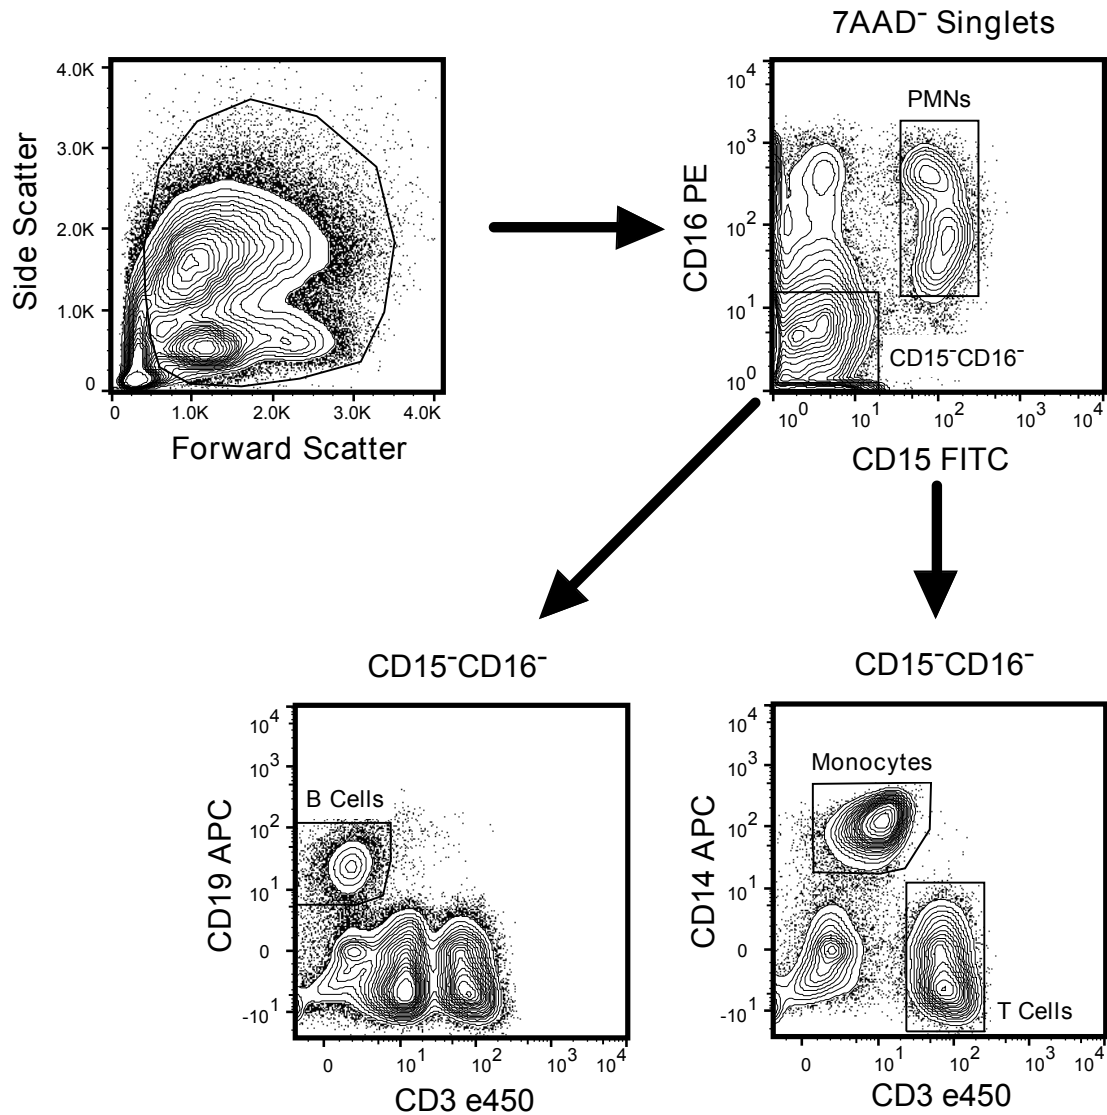 7AAD⁻ Singlets
4.0K
3.0K
2.0K
1.0K
0
Side Scatter
0
1.0K
2.0K
3.0K
4.0K
Forward Scatter
10⁴
10³
10²
10¹
10⁰
CD16 PE
PMNs
CD15⁻CD16⁻
10⁰
10¹
10²
10³
10⁴
CD15 FITC
CD15⁻CD16⁻
10⁴
10³
10²
10¹
0
-10¹
CD19 APC
B Cells
0
10¹
10²
10³
10⁴
CD3 e450
CD15⁻CD16⁻
10⁴
10³
10²
10¹
0
-10¹
CD14 APC
Monocytes
T Cells
0
10¹
10²
10³
10⁴
CD3 e450